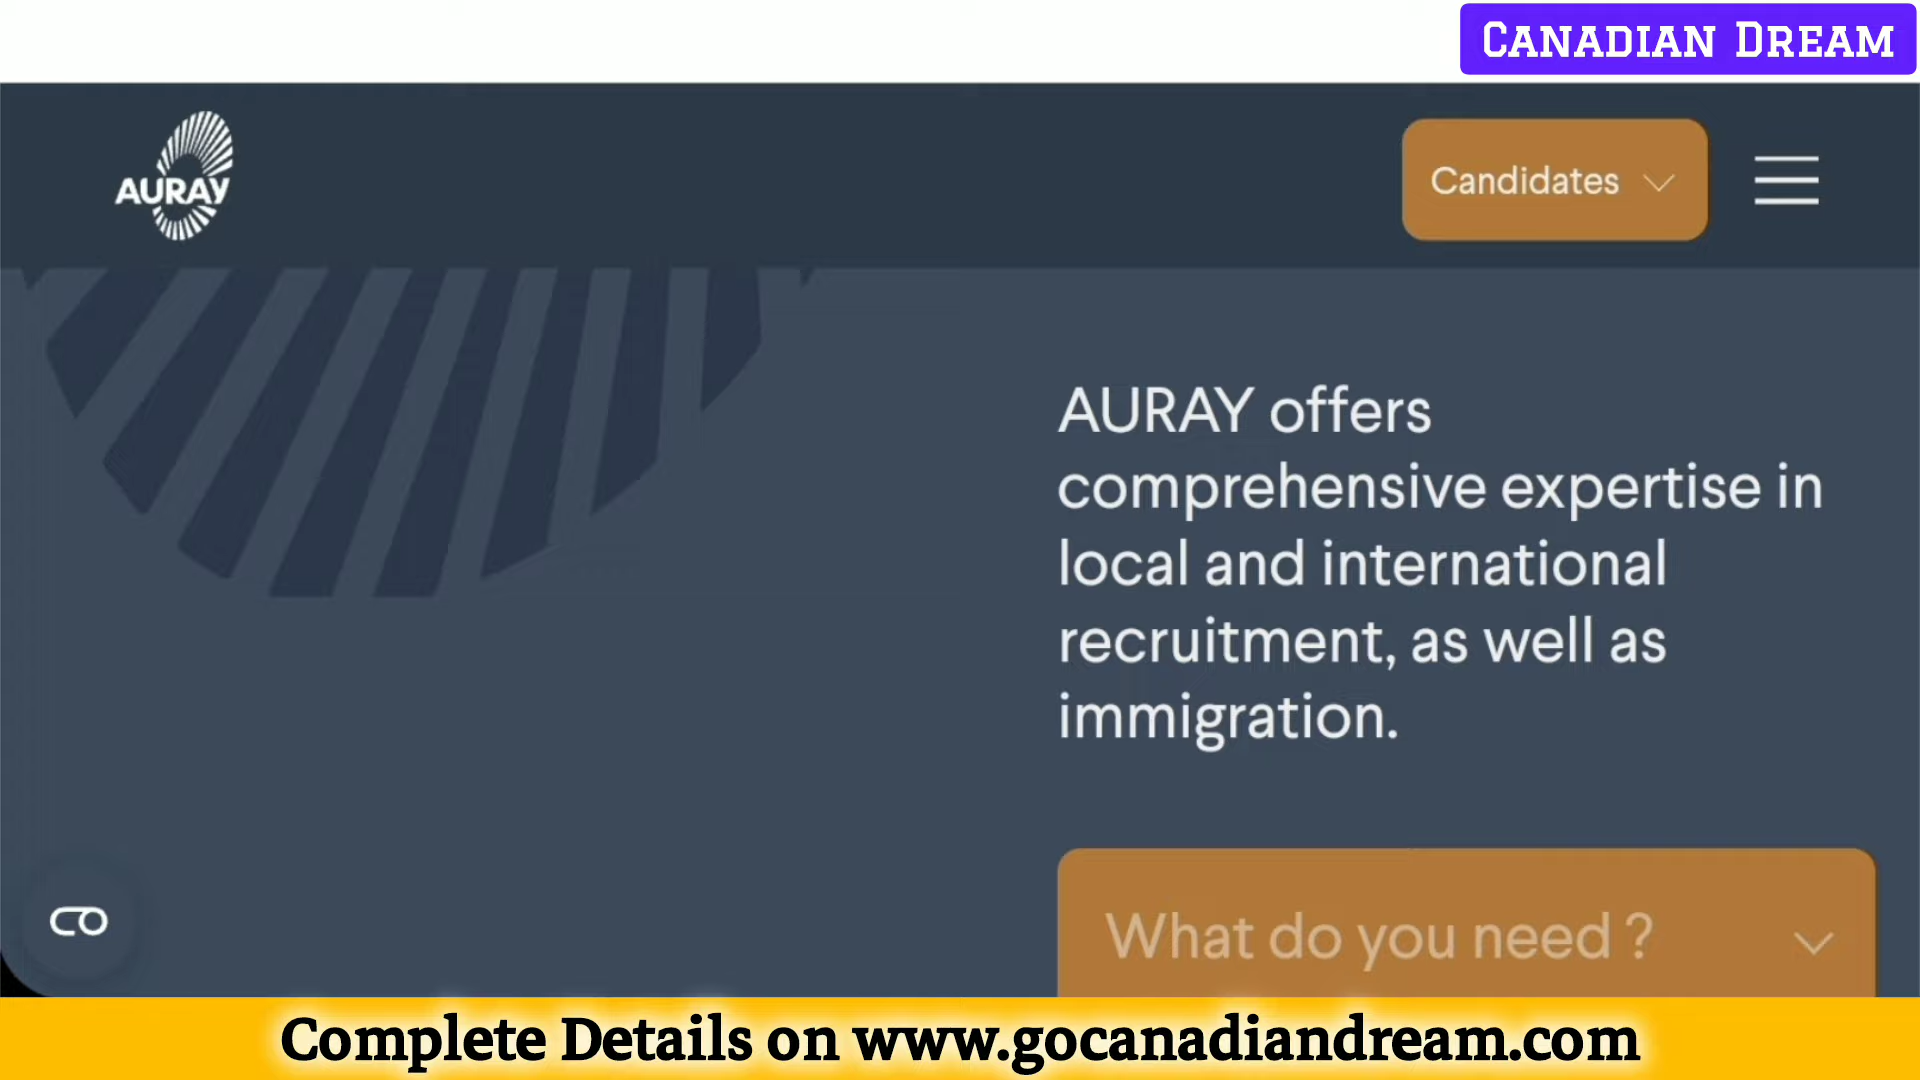 CANADIAN DREAM
AURAY
Candidates
AURAY offers
comprehensive expertise in
local and international
recruitment, as well as
immigration.
What do you need ?
Complete Details on www.gocanadiandream.com